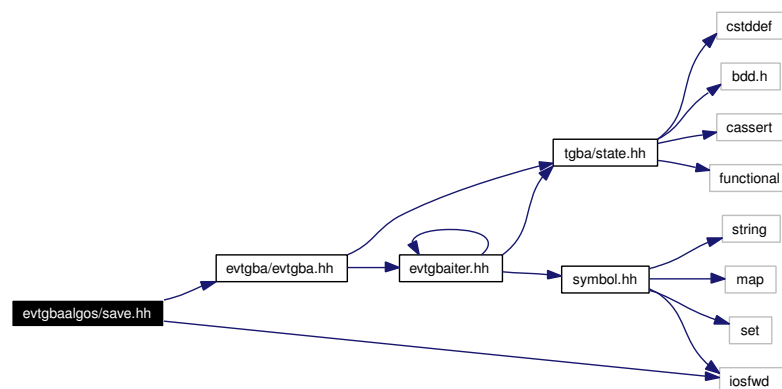 cstddef
bdd.h
cassert
tgba/state.hh
functional
string
evtgba/evtgba.hh
evtgbaiter.hh
symbol.hh
map
evtgbaalgos/save.hh
set
iosfwd